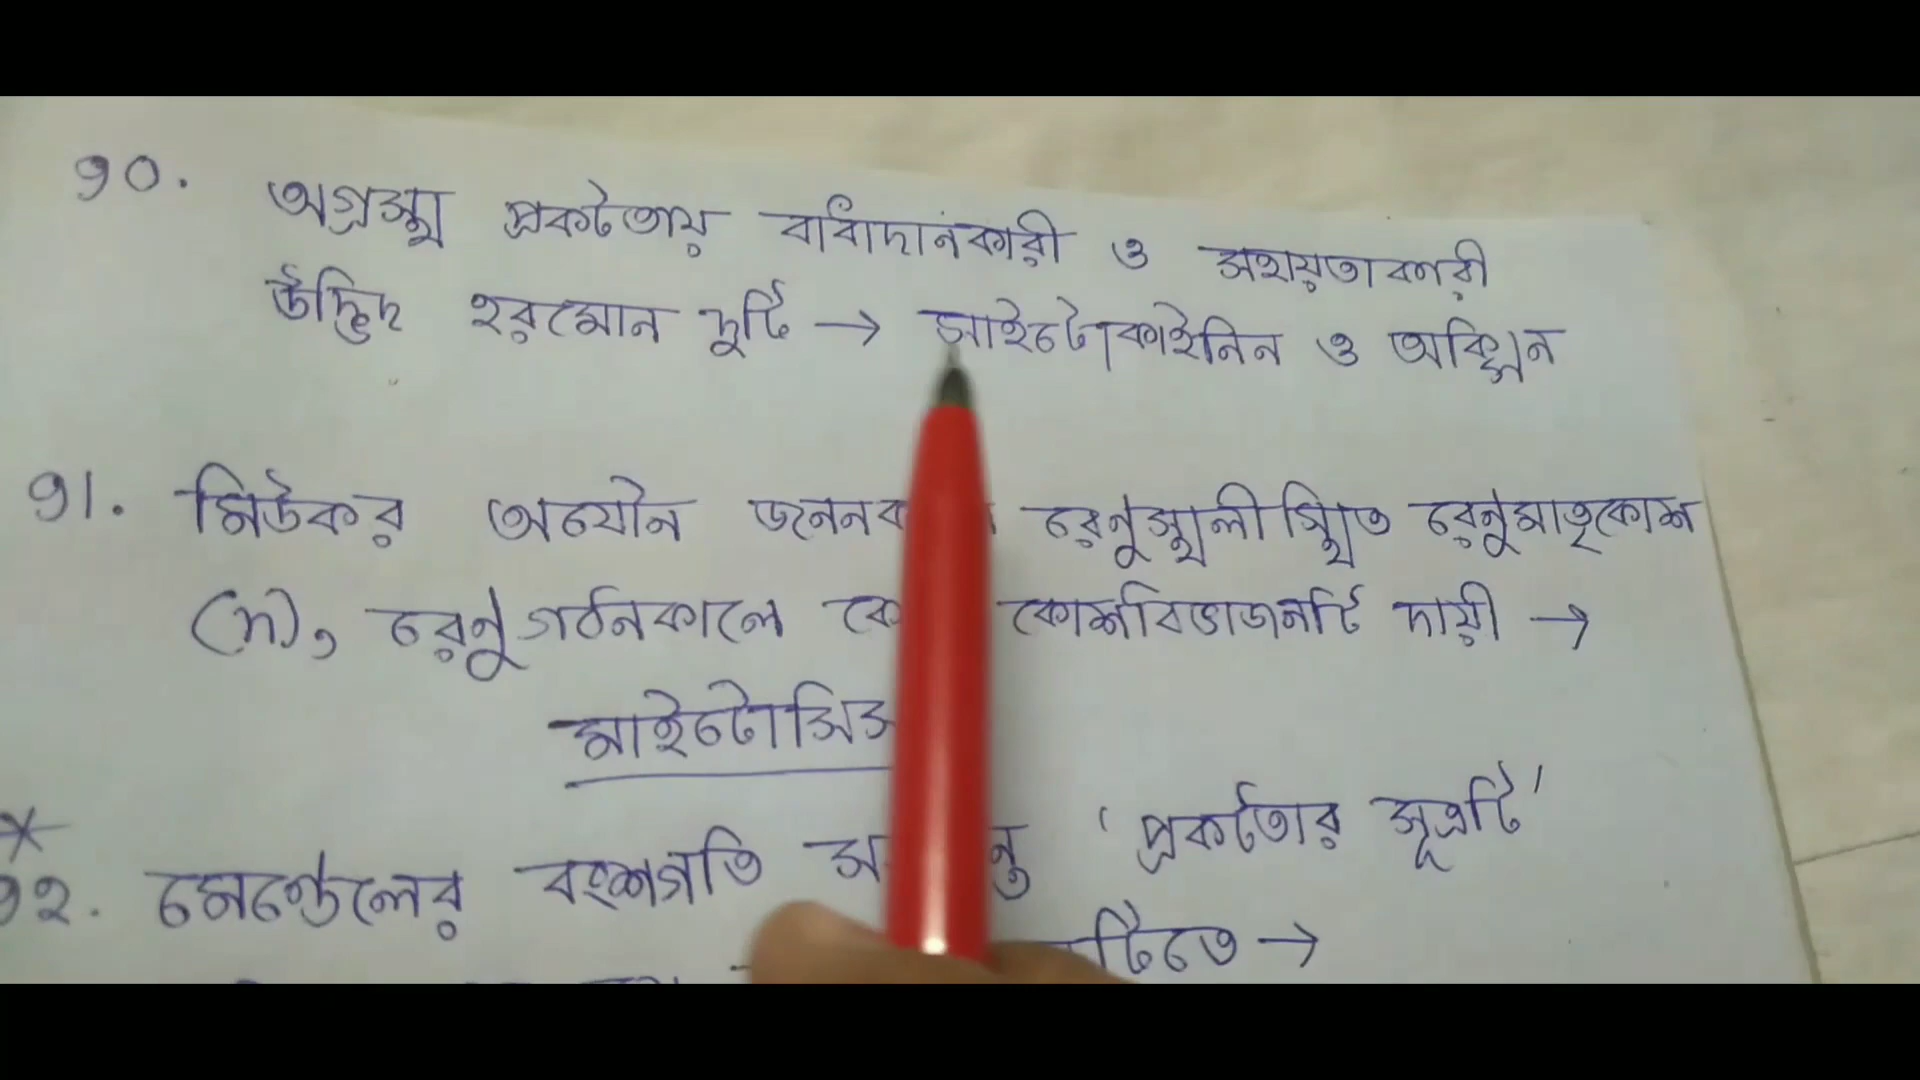 ৭০. অগ্রস্থ প্রকটতায় বাধাদানকারী ও সহায়তাকারী
উদ্ভিদ হরমোন দুটি → সাইটোকাইনিন ও অক্সিন
৭১. মিউকর অযৌন জননকালে রেনুস্থলীস্থিত রেনুমাতৃকোশ
(n), রেনুগঠনকালে কোশবিভাজনটি দায়ী →
মাইটোসিস
*
৭২. মেন্ডেলের বংশগতি 'প্রকটতার সূত্রটি'
টিতে →